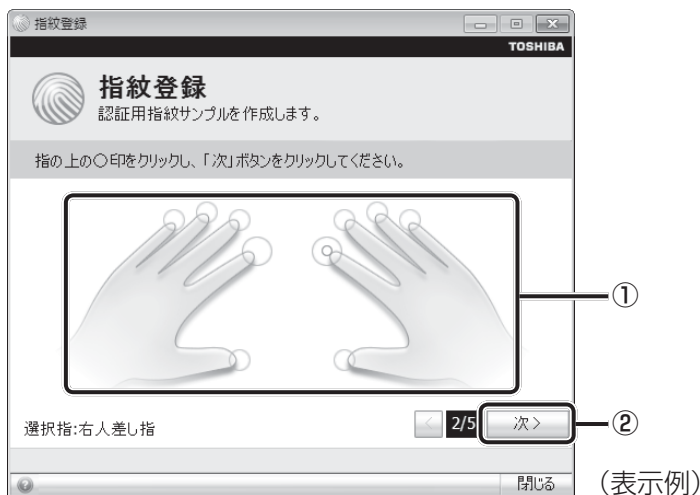 指紋登録
TOSHIBA
指紋登録
認証用指紋サンプルを作成します。
指の上の○印をクリックし、「次」ボタンをクリックしてください。
①
選択指:右人差し指
< 2/5 次> ②
閉じる (表示例)